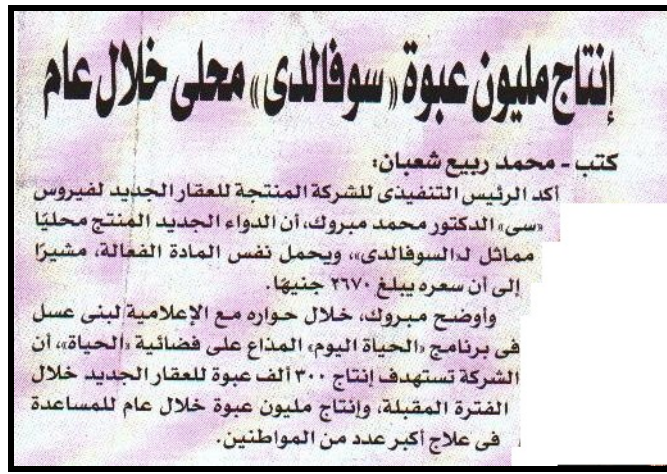 إنتاج مليون عبوة «سوفالدى» محلى خلال عام
كتب - محمد ربيع شعبان:
أكد الرئيس التنفيذى للشركة المنتجة للعقار الجديد لفيروس
«سى» الدكتور محمد مبروك، أن الدواء الجديد المنتج محليًا
مماثل لـ«السوفالدى»، ويحمل نفس المادة الفعالة، مشيرًا
إلى أن سعره يبلغ ٢٦٧٠ جنيهًا.
وأوضح مبروك، خلال حواره مع الإعلامية لبنى عسل
فى برنامج «الحياة اليوم» المذاع على فضائية «الحياة»، أن
الشركة تستهدف إنتاج ٣٠٠ ألف عبوة للعقار الجديد خلال
الفترة المقبلة، وإنتاج مليون عبوة خلال عام للمساعدة
فى علاج أكبر عدد من المواطنين.